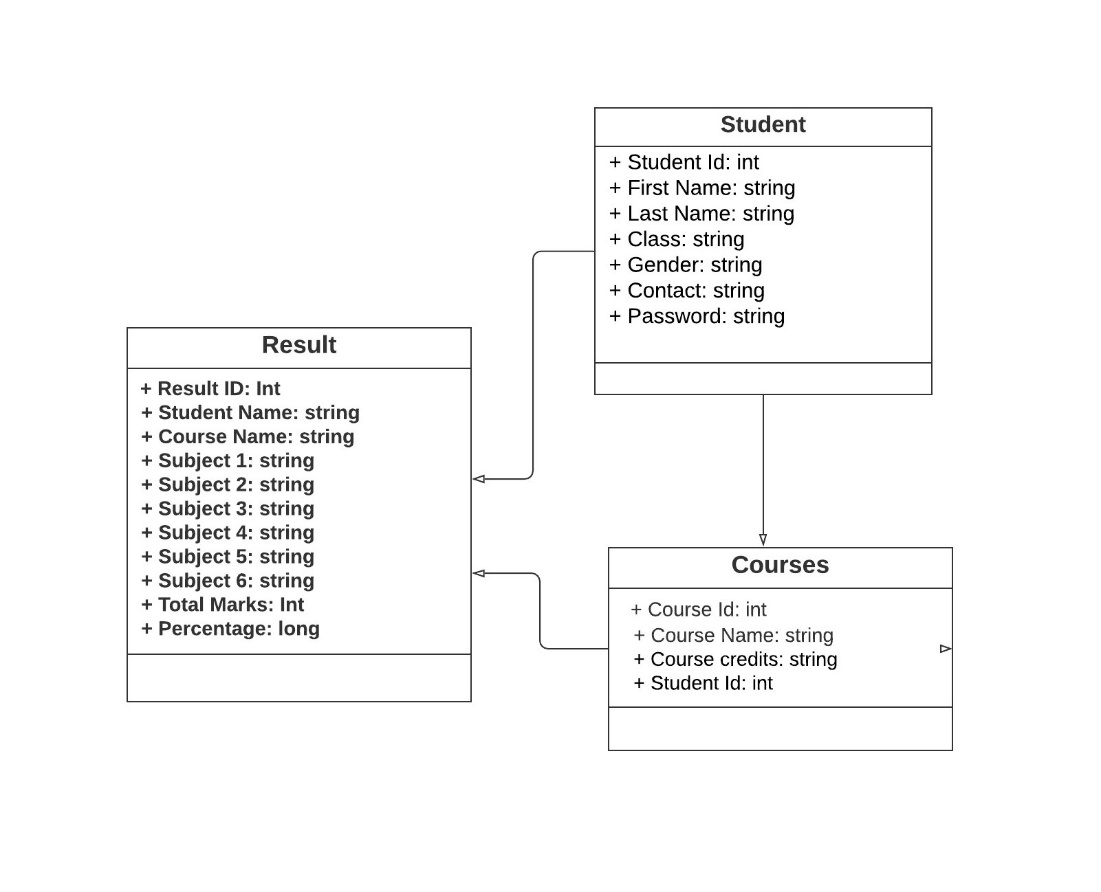 Student
+ Student Id: int
+ First Name: string
+ Last Name: string
+ Class: string
+ Gender: string
+ Contact: string
+ Password: string
Result
+ Result ID: Int
+ Student Name: string
+ Course Name: string
+ Subject 1: string
+ Subject 2: string
+ Subject 3: string
+ Subject 4: string
+ Subject 5: string
+ Subject 6: string
+ Total Marks: Int
+ Percentage: long
Courses
+ Course Id: int
+ Course Name: string
+ Course credits: string
+ Student Id: int